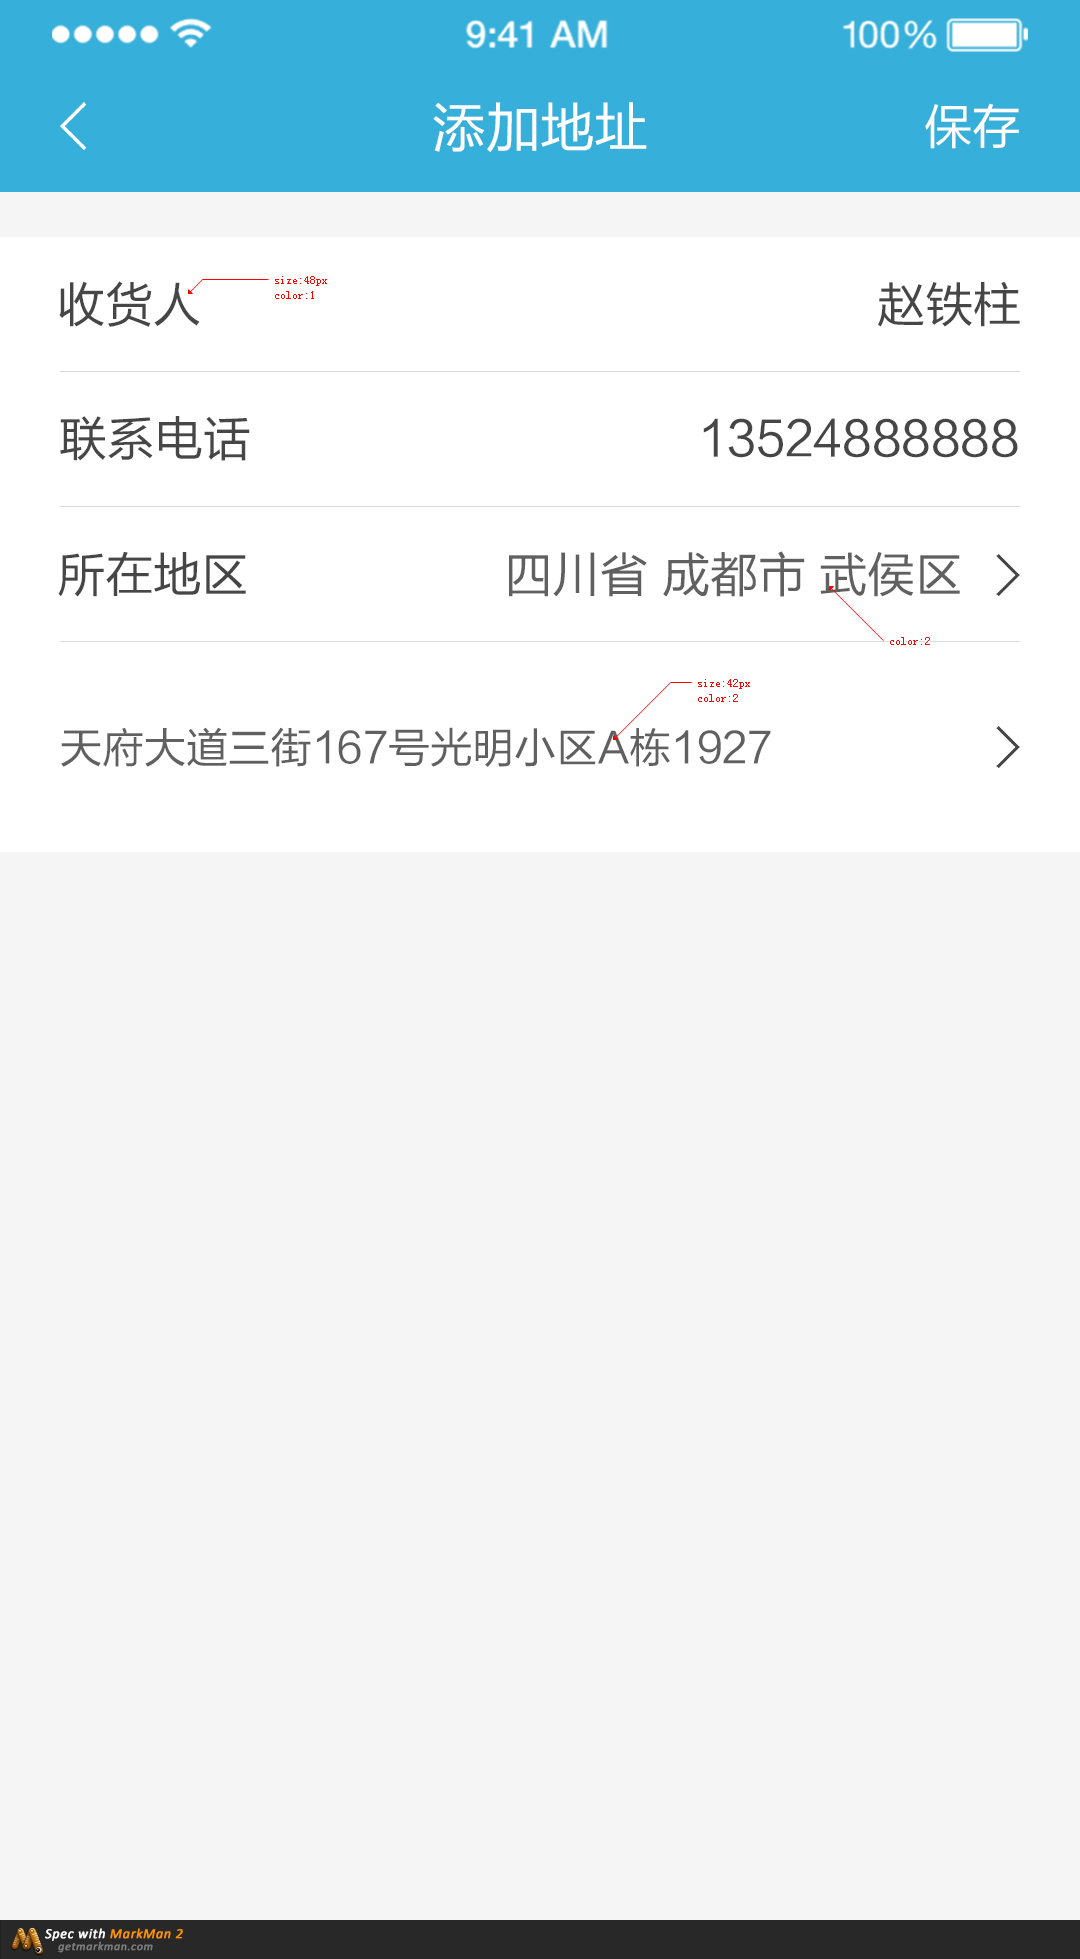 9:41 AM 100%
添加地址 保存
收货人 size:48px 赵铁柱
color:1
联系电话 13524888888
所在地区 四川省 成都市 武侯区
color:2
size:42px
color:2
天府大道三街167号光明小区A栋1927
Spec with MarkMan 2
getmarkman.com